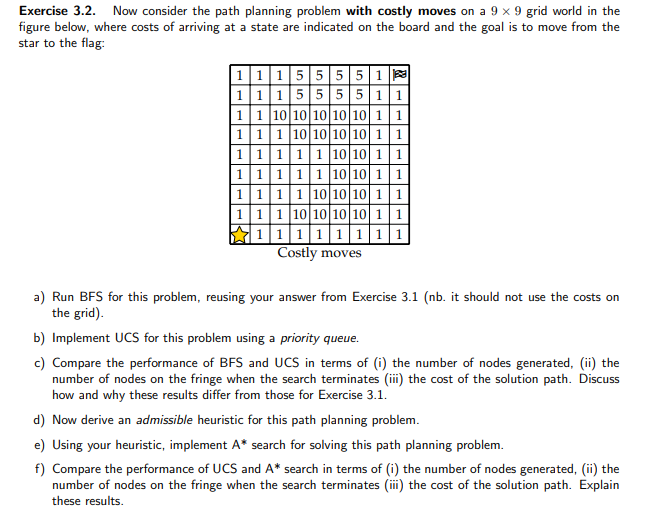 Exercise 3.2. Now consider the path planning problem with costly moves on a 9 × 9 grid world in the
figure below, where costs of arriving at a state are indicated on the board and the goal is to move from the
star to the flag:
1 1 1 5 5 5 5 1
1 1 1 5 5 5 5 1 1
1 1 10 10 10 10 10 1 1
1 1 1 10 10 10 10 1 1
1 1 1 1 1 10 10 1 1
1 1 1 1 1 10 10 1 1
1 1 1 1 10 10 10 1 1
1 1 1 10 10 10 10 1 1
1 1 1 1 1 1 1 1
Costly moves
a) Run BFS for this problem, reusing your answer from Exercise 3.1 (nb. it should not use the costs on
the grid).
b) Implement UCS for this problem using a priority queue.
c) Compare the performance of BFS and UCS in terms of (i) the number of nodes generated, (ii) the
number of nodes on the fringe when the search terminates (iii) the cost of the solution path. Discuss
how and why these results differ from those for Exercise 3.1.
d) Now derive an admissible heuristic for this path planning problem.
e) Using your heuristic, implement A* search for solving this path planning problem.
f) Compare the performance of UCS and A* search in terms of (i) the number of nodes generated, (ii) the
number of nodes on the fringe when the search terminates (iii) the cost of the solution path. Explain
these results.